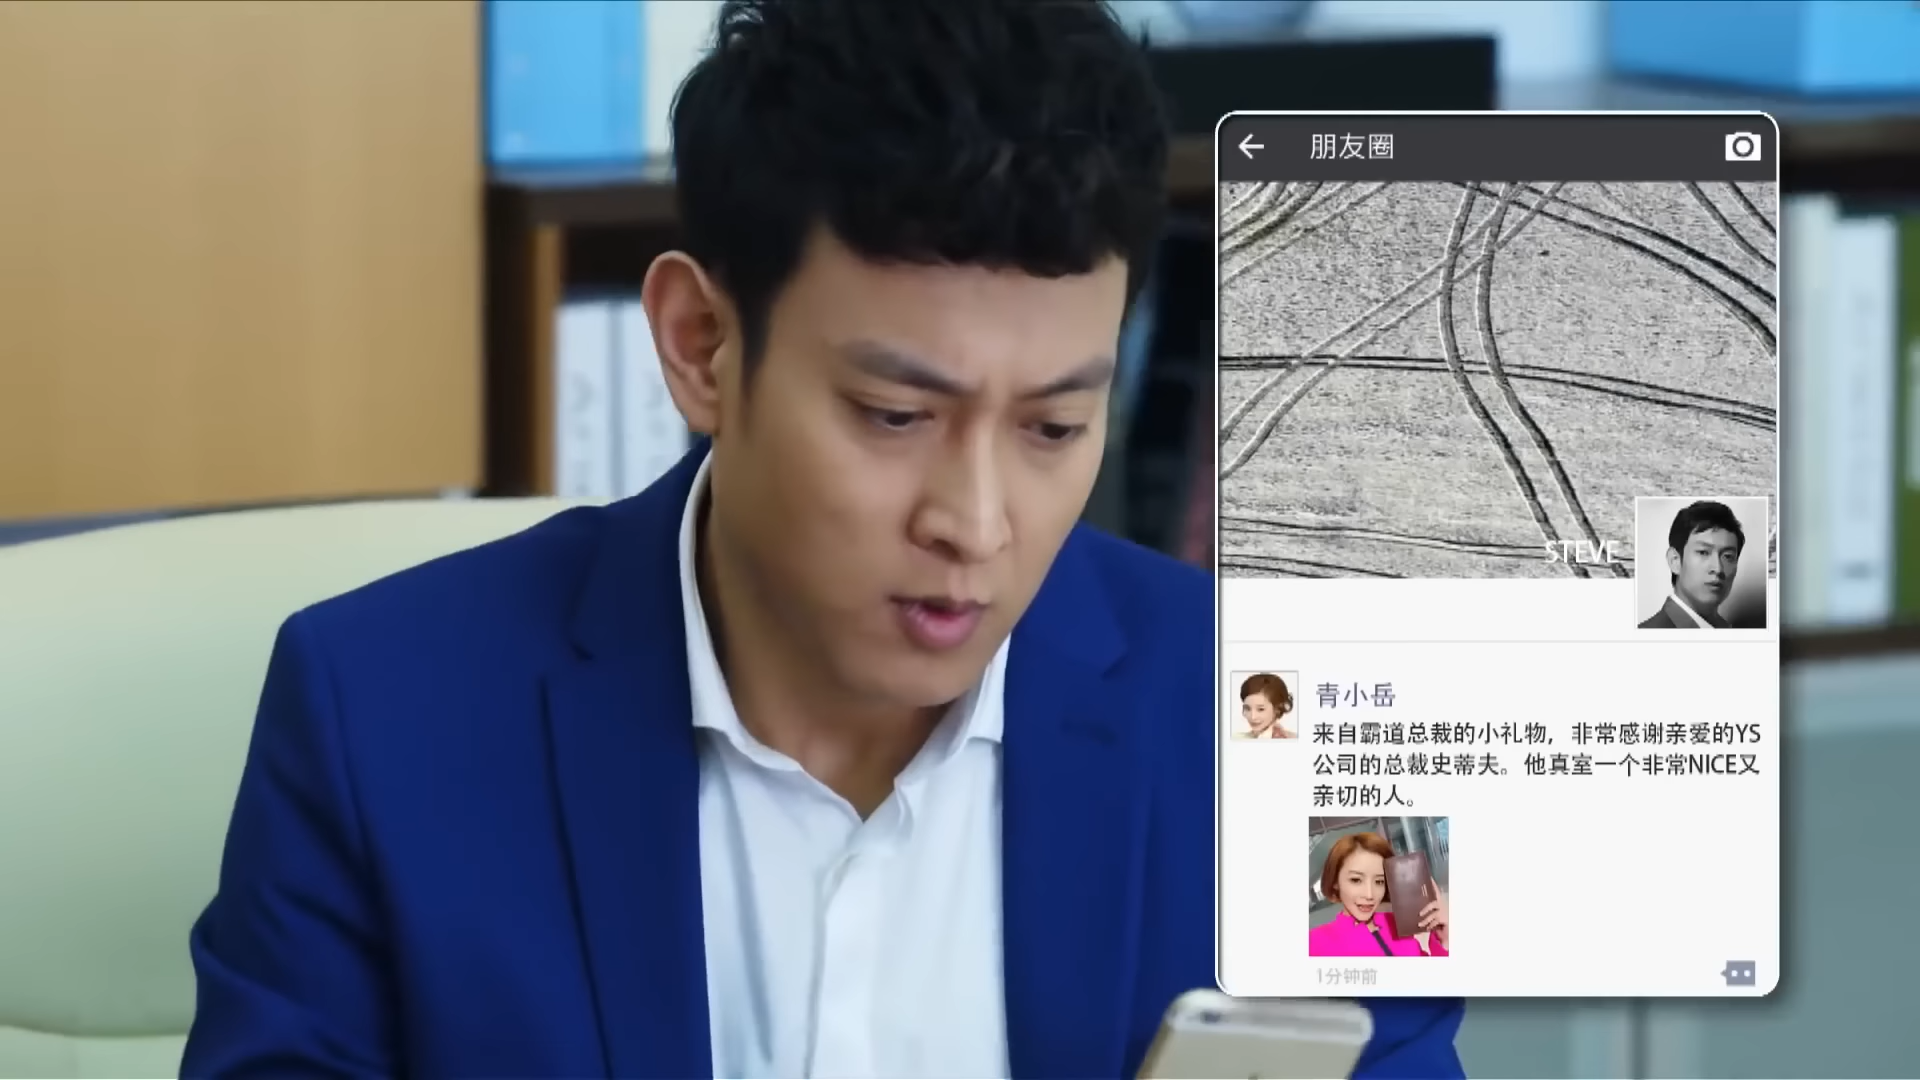 朋友圈
STEVE
青小岳
来自霸道总裁的小礼物，非常感谢亲爱的YS
公司的总裁史蒂夫。他真室一个非常NICE又
亲切的人。
1分钟前